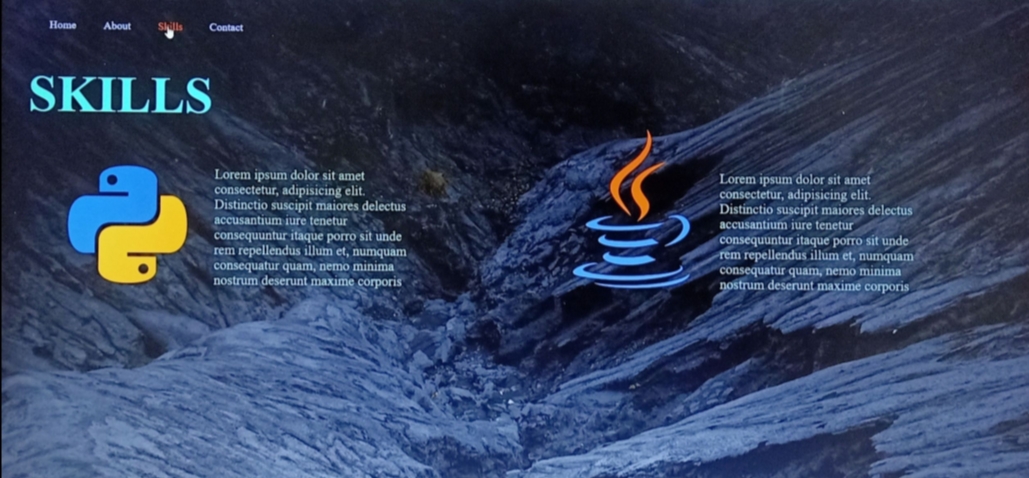 Home About Skills Contact
SKILLS
Lorem ipsum dolor sit amet
consectetur, adipisicing elit.
Distinctio suscipit maiores delectus
accusantium iure tenetur
consequuntur itaque porro sit unde
rem repellendus illum et, numquam
consequatur quam, nemo minima
nostrum deserunt maxime corporis
Lorem ipsum dolor sit amet
consectetur, adipisicing elit.
Distinctio suscipit maiores delectus
accusantium iure tenetur
consequuntur itaque porro sit unde
rem repellendus illum et, numquam
consequatur quam, nemo minima
nostrum deserunt maxime corporis